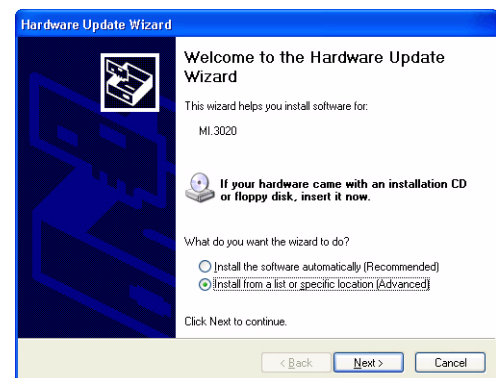 Hardware Update Wizard
Welcome to the Hardware Update
Wizard
This wizard helps you install software for:
MI.3020
If your hardware came with an installation CD
or floppy disk, insert it now.
What do you want the wizard to do?
Install the software automatically (Recommended)
Install from a list or specific location (Advanced)
Click Next to continue.
< Back Next > Cancel